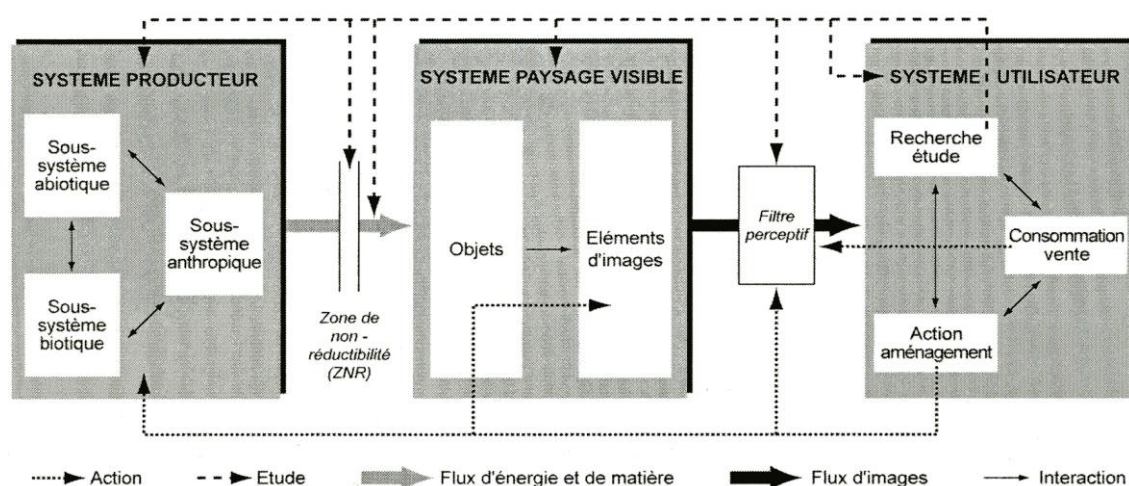 SYSTEME PRODUCTEUR
Sous-
système
abiotique
Sous-
système
anthropique
Sous-
système
biotique
Zone de
non -
réductibilité
(ZNR)
SYSTEME PAYSAGE VISIBLE
Objets
Eléments
d'images
Filtre
perceptif
SYSTEME UTILISATEUR
Recherche
étude
Consommation
vente
Action
aménagement
Action
Etude
Flux d'énergie et de matière
Flux d'images
Interaction